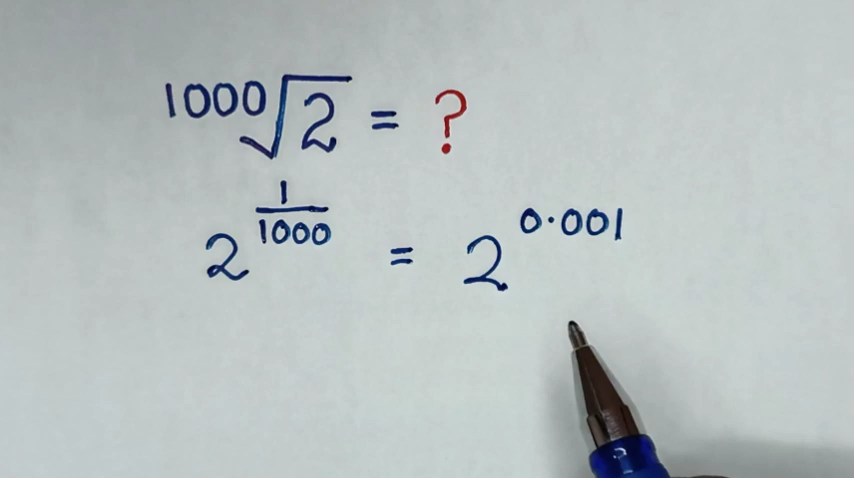 ¹⁰⁰⁰√2 = ?
2^(1/1000) = 2^0·001